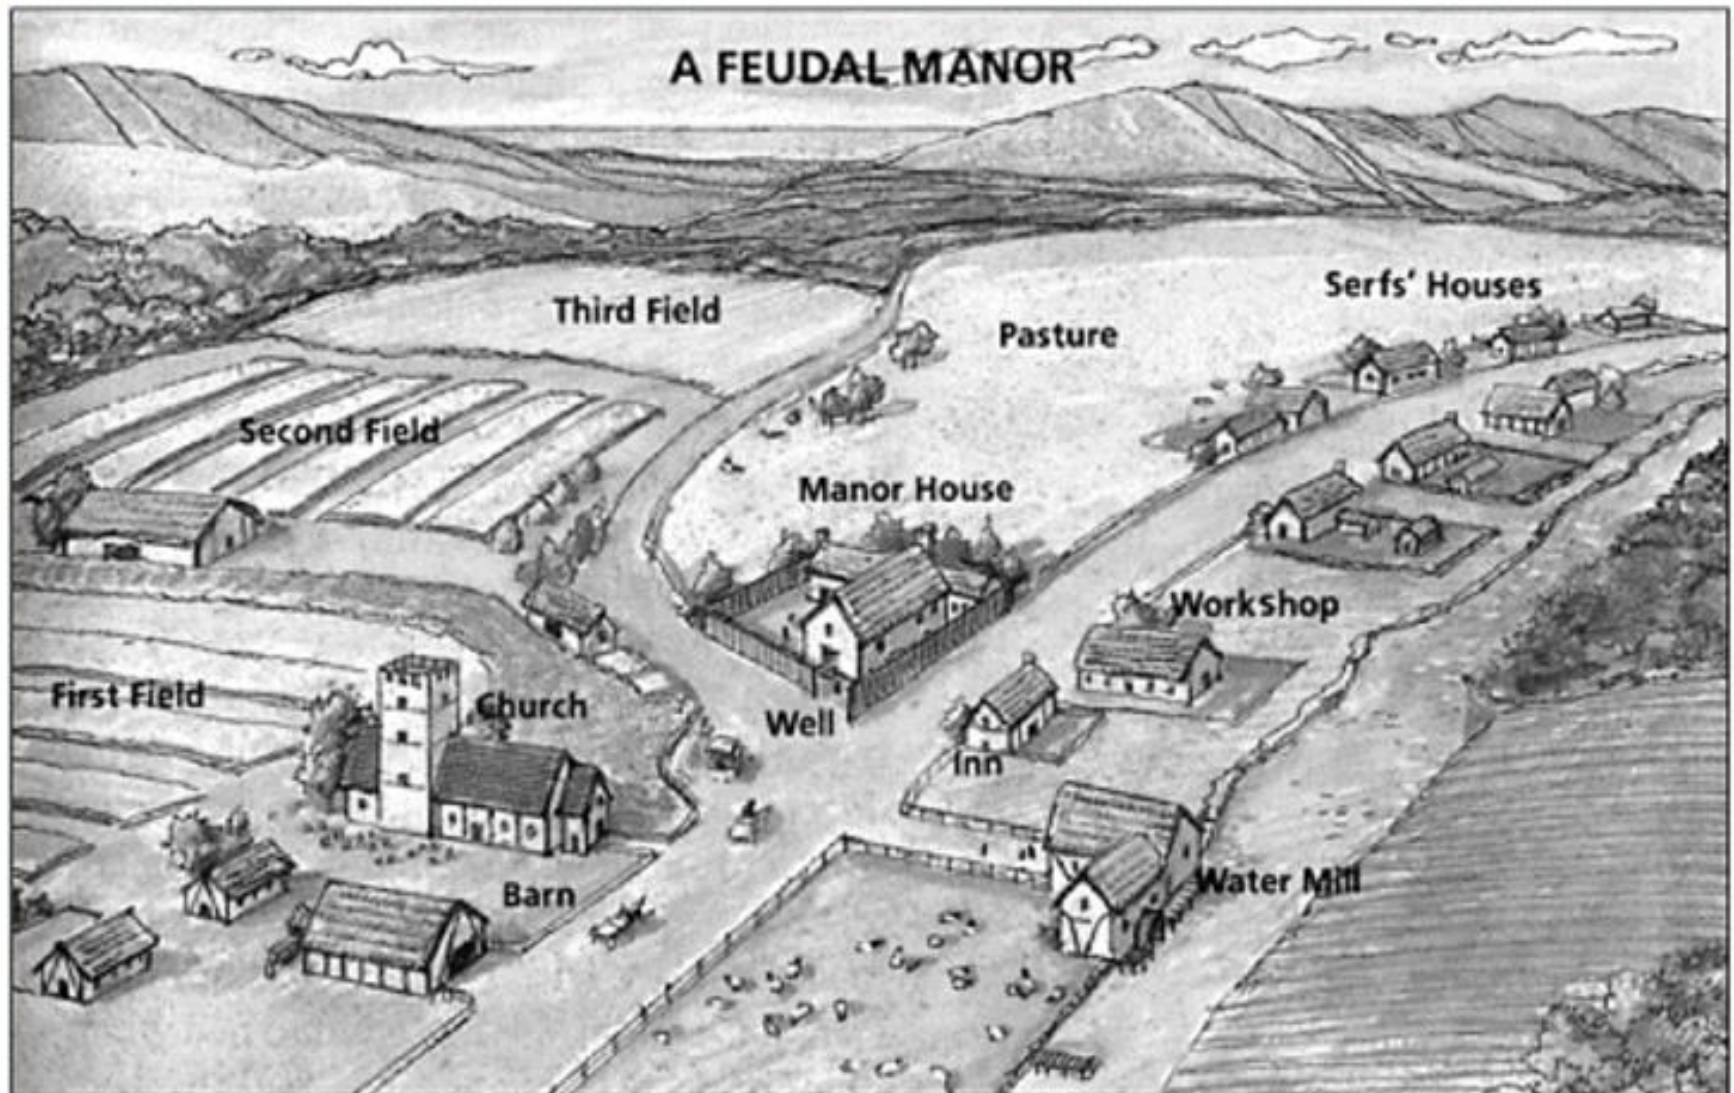 A FEUDAL MANOR
Serfs' Houses
Third Field
Pasture
Second Field
Manor House
Workshop
First Field
Church
Well
Inn
Water Mill
Barn